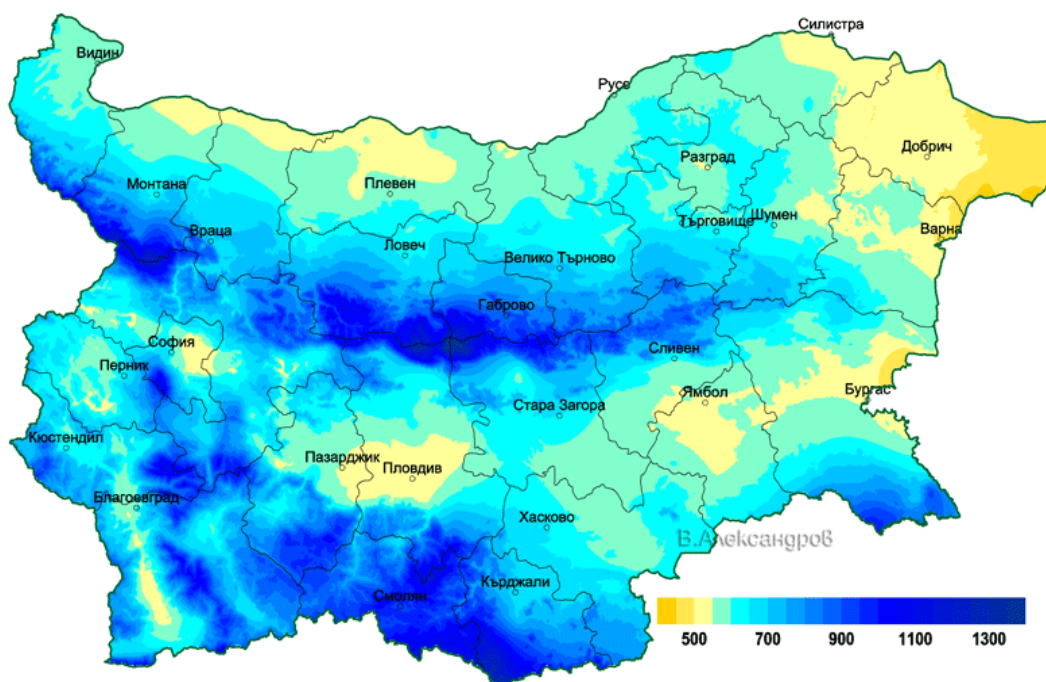 Силистра
Видин
Русе
Добрич
Разград
Монтана
Плевен
Шумен
Търговище
Варна
Враца
Ловеч
Велико Търново
Габрово
София
Сливен
Перник
Ямбол
Бургас
Стара Загора
Кюстендил
Пазарджик
Пловдив
Благоевград
Хасково
В.Александров
Кърджали
Смолян
500 700 900 1100 1300